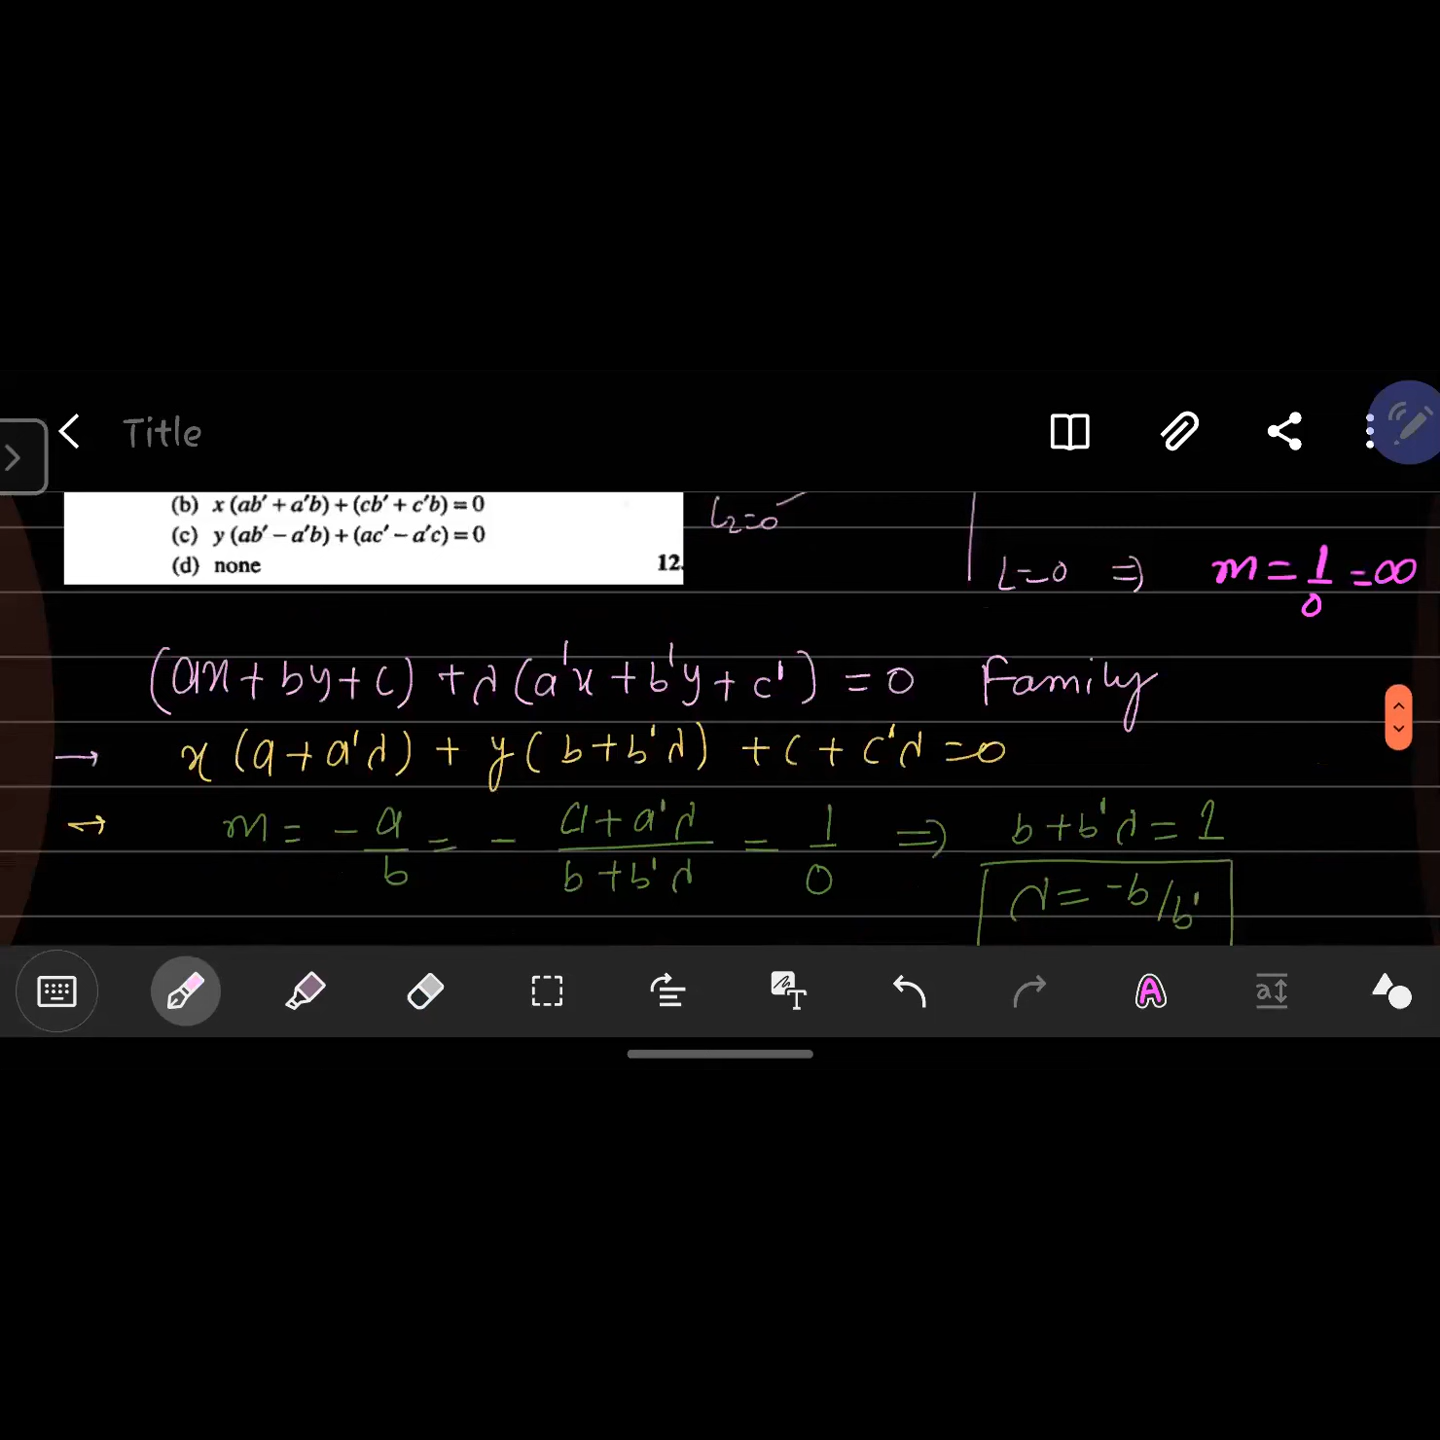 Title
(b) x (ab′ + a′b) + (cb′ + c′b) = 0
(c) y (ab′ − a′b) + (ac′ − a′c) = 0
(d) none
12.
L₂=0
L=0 ⇒ m = 1/0 = ∞
(ax + by + c) + λ (a'x + b'y + c') = 0 Family
→ x (a + a'λ) + y (b + b'λ) + c + c'λ = 0
→ m = - a/b = - (a + a'λ)/(b + b'λ) = 1/0 ⇒ b + b'λ = 1
λ = -b/b'
A
a
T